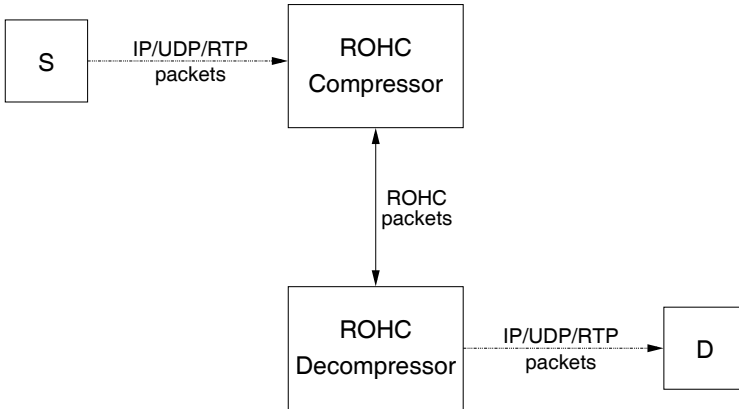 S
IP/UDP/RTP
packets
ROHC
Compressor
ROHC
packets
ROHC
Decompressor
IP/UDP/RTP
packets
D